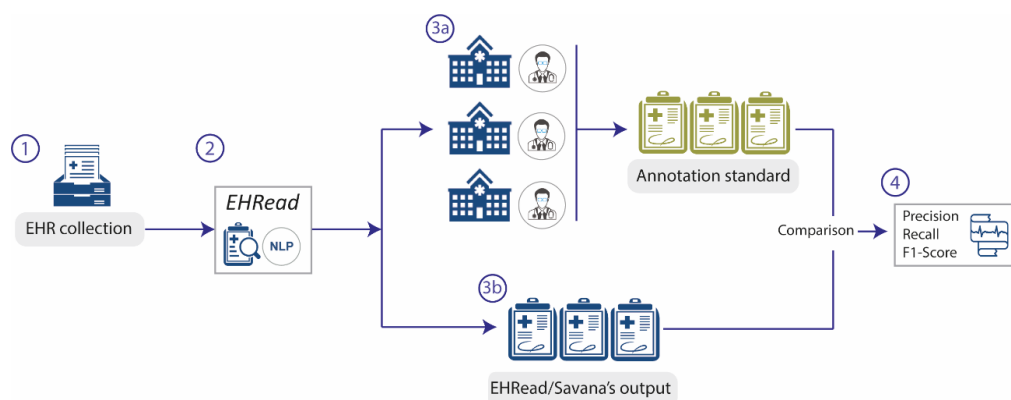 1
EHR collection
2
EHRead
NLP
3a
Annotation standard
3b
EHRead/Savana's output
Comparison
4
Precision
Recall
F1-Score